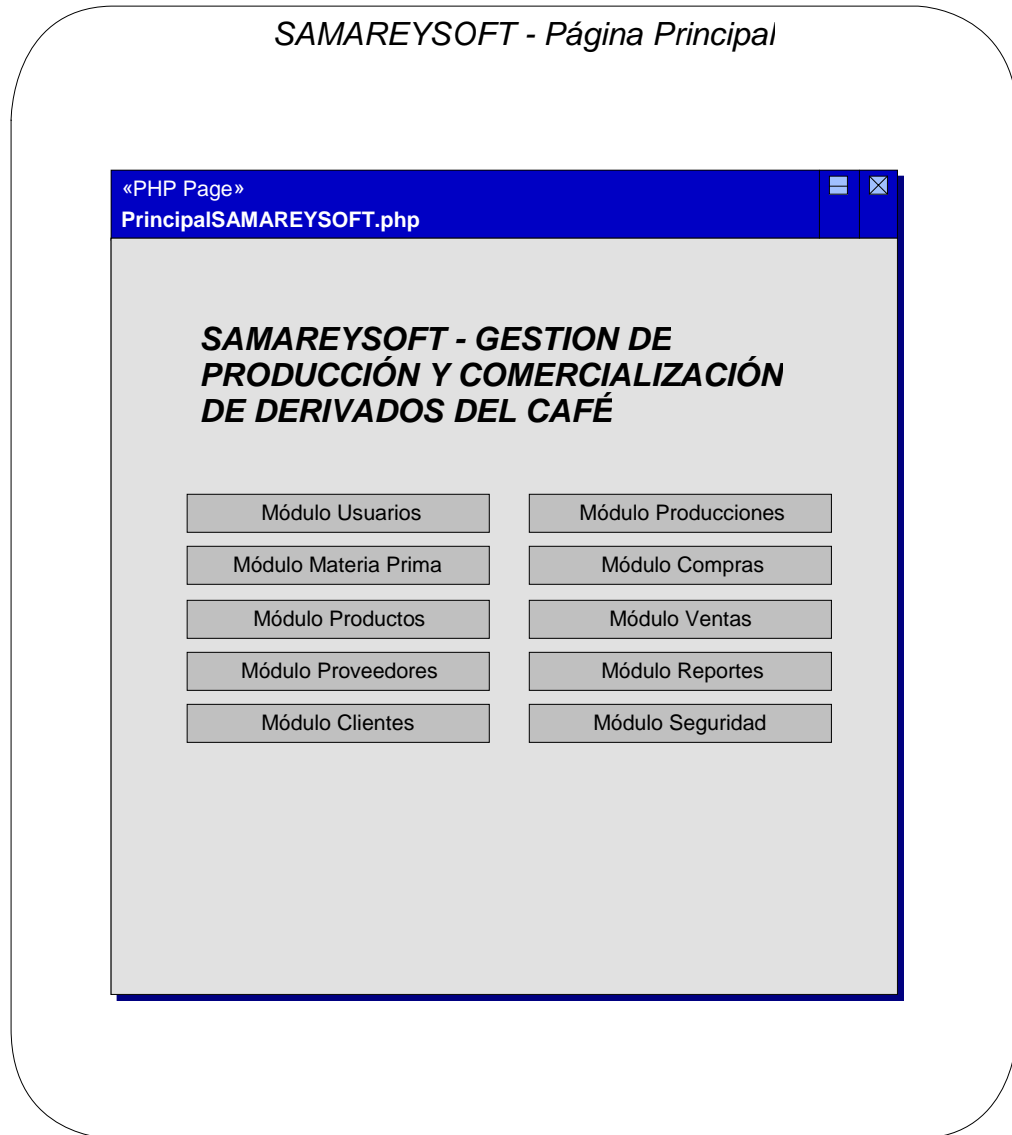 SAMAREYSOFT - Página Principal
«PHP Page»
PrincipalSAMAREYSOFT.php
SAMAREYSOFT - GESTION DE
PRODUCCIÓN Y COMERCIALIZACIÓN
DE DERIVADOS DEL CAFÉ
Módulo Usuarios
Módulo Producciones
Módulo Materia Prima
Módulo Compras
Módulo Productos
Módulo Ventas
Módulo Proveedores
Módulo Reportes
Módulo Clientes
Módulo Seguridad